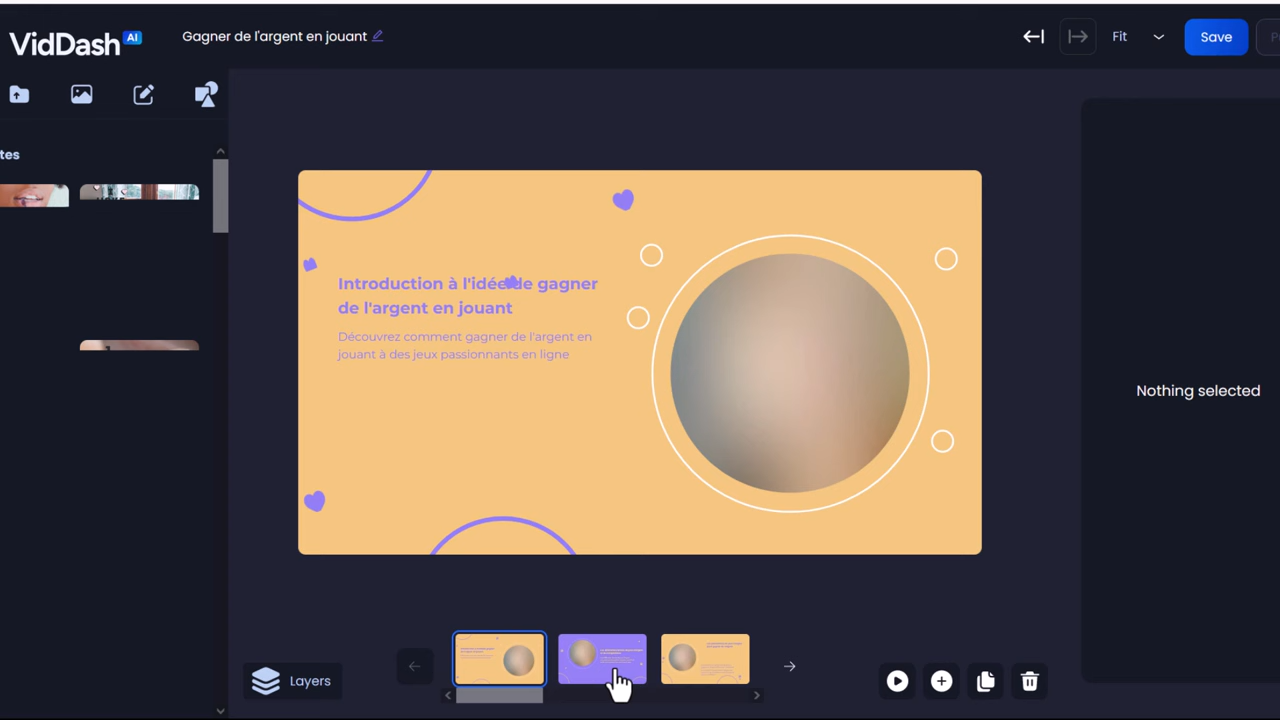 VidDash AI
Gagner de l'argent en jouant
Fit
Save
tes
Introduction à l'idée de gagner
de l'argent en jouant
Découvrez comment gagner de l'argent en
jouant à des jeux passionnants en ligne
Nothing selected
Layers